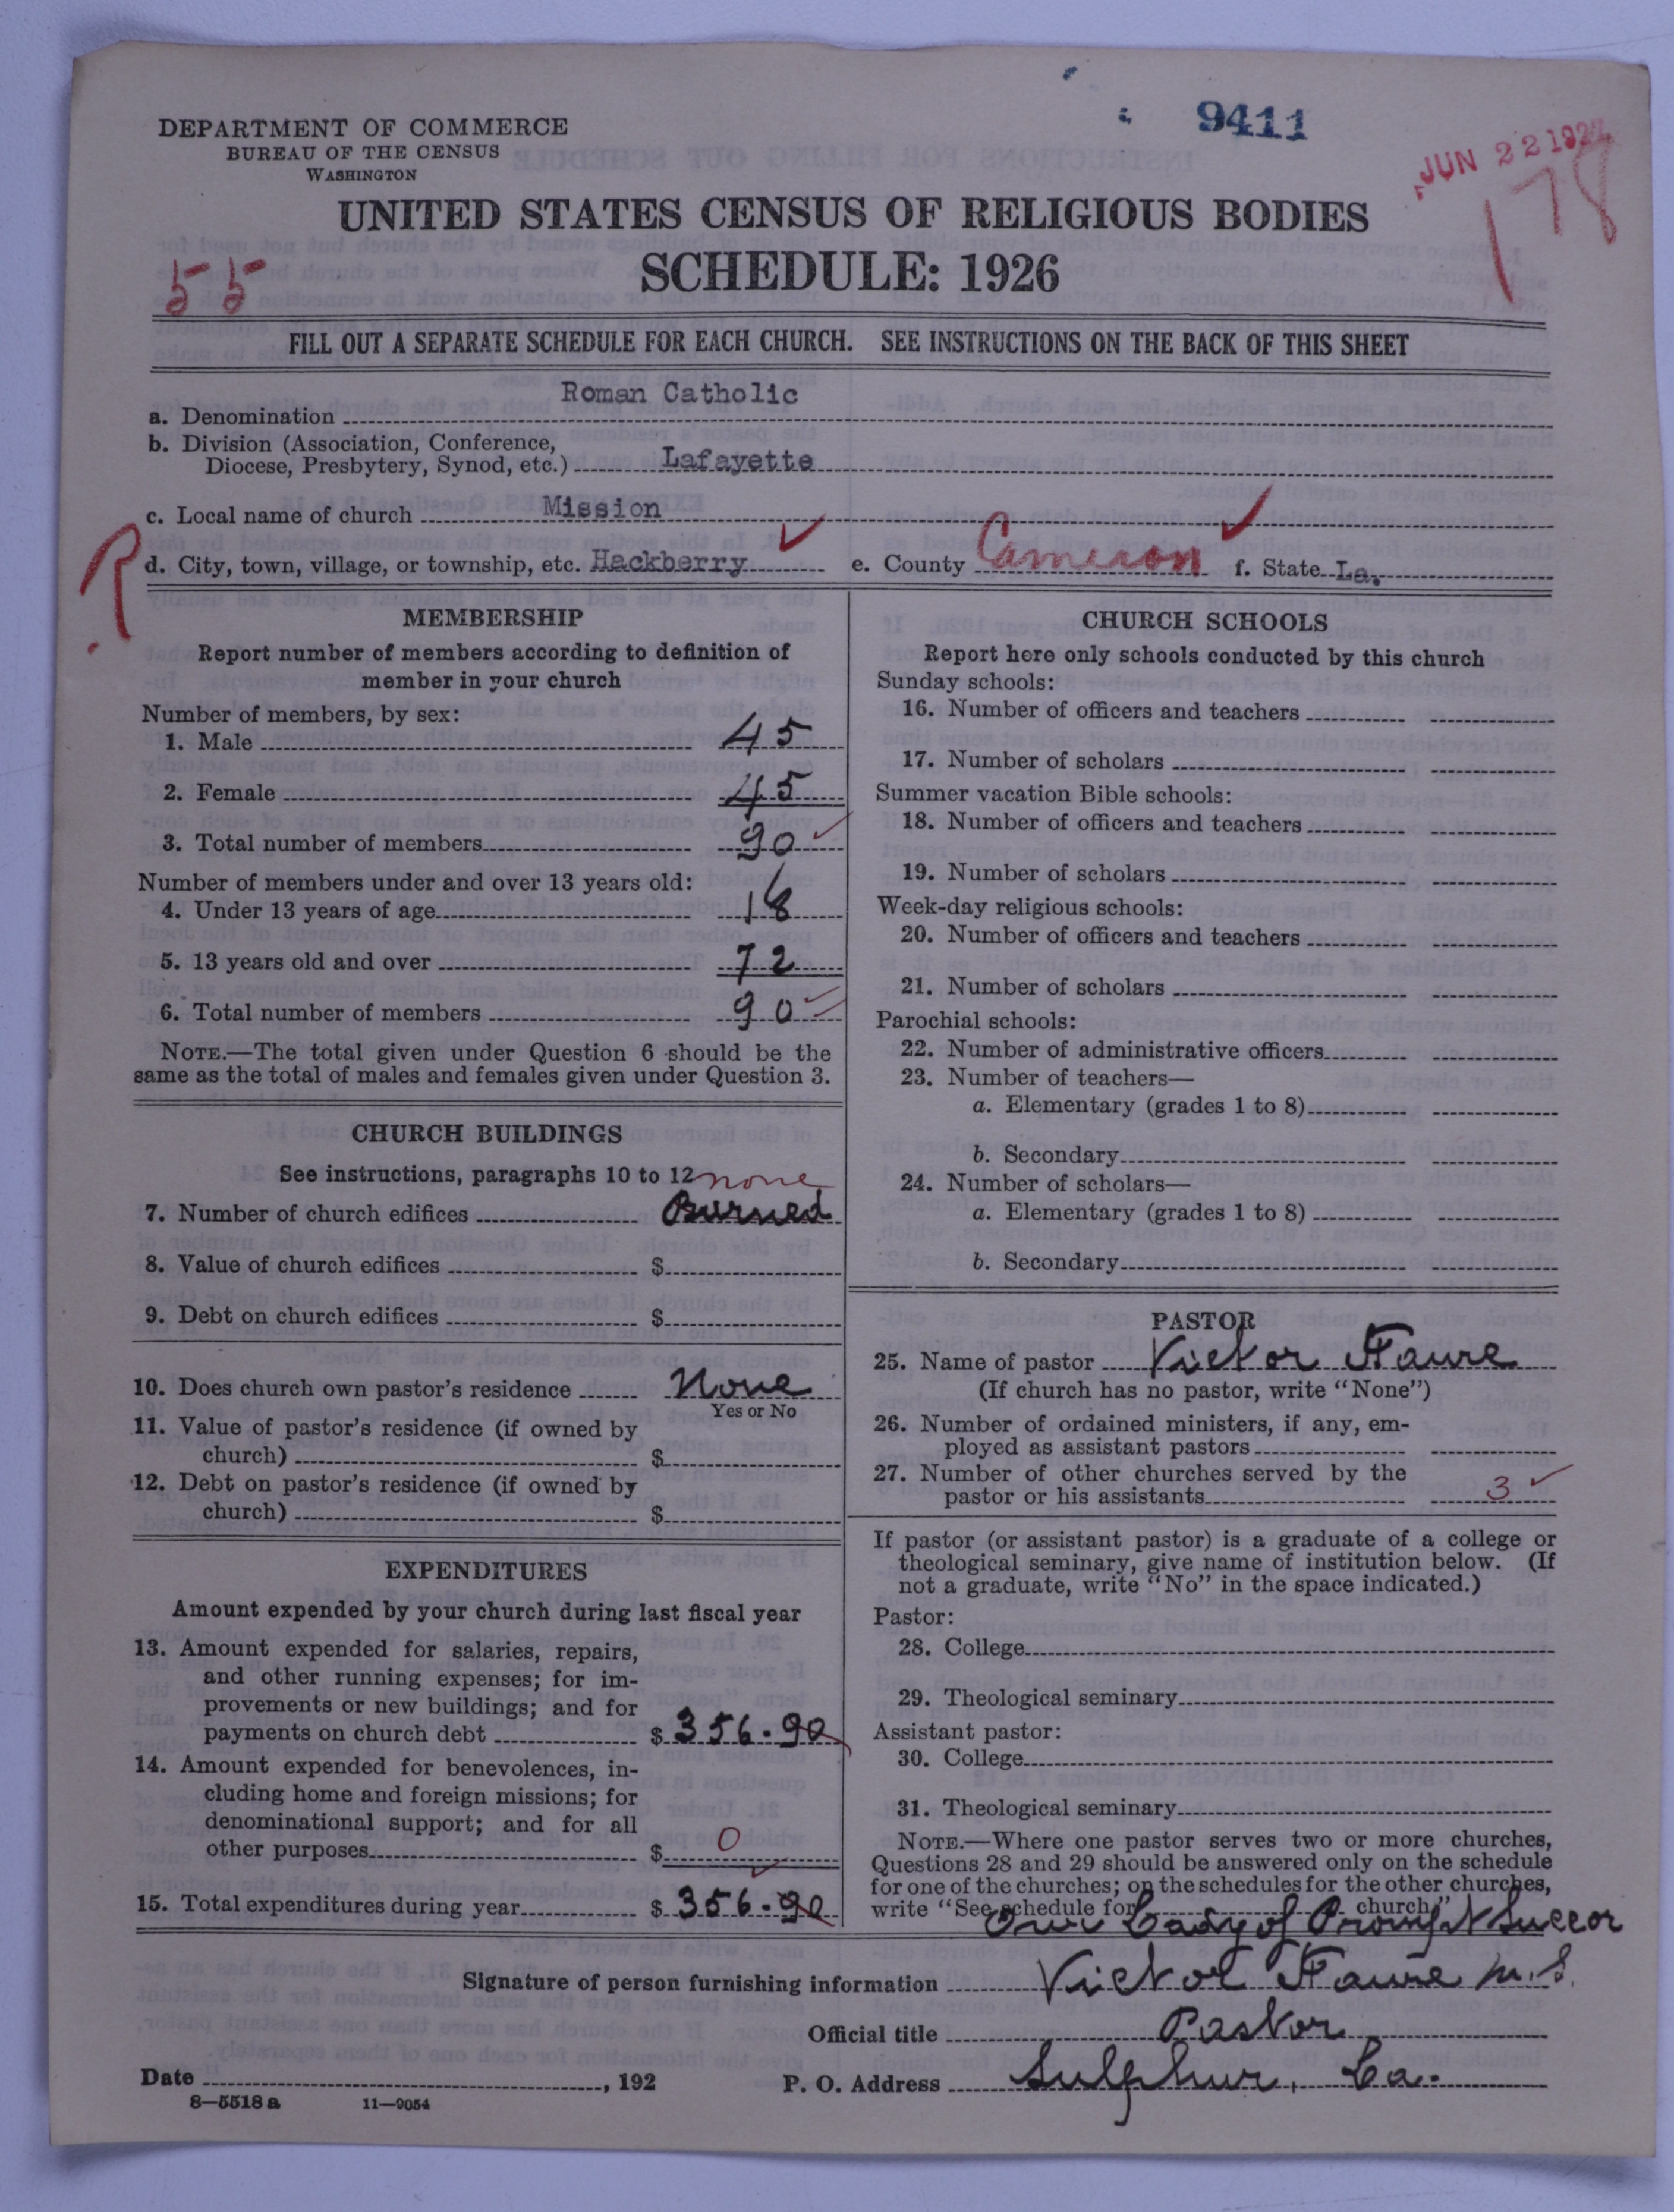 DEPARTMENT OF COMMERCE
BUREAU OF THE CENSUS
WASHINGTON
9411
JUN 22 1927
178
UNITED STATES CENSUS OF RELIGIOUS BODIES
SCHEDULE: 1926
55
FILL OUT A SEPARATE SCHEDULE FOR EACH CHURCH. SEE INSTRUCTIONS ON THE BACK OF THIS SHEET
a. Denomination Roman Catholic
b. Division (Association, Conference,
Diocese, Presbytery, Synod, etc.) Lafayette
c. Local name of church Mission
R
d. City, town, village, or township, etc. Hackberry e. County Cameron f. State La.
MEMBERSHIP
Report number of members according to definition of
member in your church
Number of members, by sex:
1. Male 45
2. Female 45
3. Total number of members 90
Number of members under and over 13 years old:
4. Under 13 years of age 18
5. 13 years old and over 72
6. Total number of members 90
NOTE.—The total given under Question 6 should be the
same as the total of males and females given under Question 3.
CHURCH BUILDINGS
See instructions, paragraphs 10 to 12 none
7. Number of church edifices Burned
8. Value of church edifices $
9. Debt on church edifices $
10. Does church own pastor's residence None
Yes or No
11. Value of pastor's residence (if owned by
church) $
12. Debt on pastor's residence (if owned by
church) $
EXPENDITURES
Amount expended by your church during last fiscal year
13. Amount expended for salaries, repairs,
and other running expenses; for im-
provements or new buildings; and for
payments on church debt $ 356.90
14. Amount expended for benevolences, in-
cluding home and foreign missions; for
denominational support; and for all
other purposes $ 0
15. Total expenditures during year $ 356.90
CHURCH SCHOOLS
Report here only schools conducted by this church
Sunday schools:
16. Number of officers and teachers
17. Number of scholars
Summer vacation Bible schools:
18. Number of officers and teachers
19. Number of scholars
Week-day religious schools:
20. Number of officers and teachers
21. Number of scholars
Parochial schools:
22. Number of administrative officers
23. Number of teachers—
a. Elementary (grades 1 to 8)
b. Secondary
24. Number of scholars—
a. Elementary (grades 1 to 8)
b. Secondary
PASTOR
25. Name of pastor Victor Faure
(If church has no pastor, write "None")
26. Number of ordained ministers, if any, em-
ployed as assistant pastors
27. Number of other churches served by the
pastor or his assistants 3
If pastor (or assistant pastor) is a graduate of a college or
theological seminary, give name of institution below. (If
not a graduate, write "No" in the space indicated.)
Pastor:
28. College
29. Theological seminary
Assistant pastor:
30. College
31. Theological seminary
NOTE.—Where one pastor serves two or more churches,
Questions 28 and 29 should be answered only on the schedule
for one of the churches; on the schedules for the other churches,
write "See schedule for church"
Our Lady of Prompt Succor
Signature of person furnishing information Victor Faure M.S.
Official title Pastor
Date , 192 P. O. Address Sulphur, La.
8—5518a 11—9054